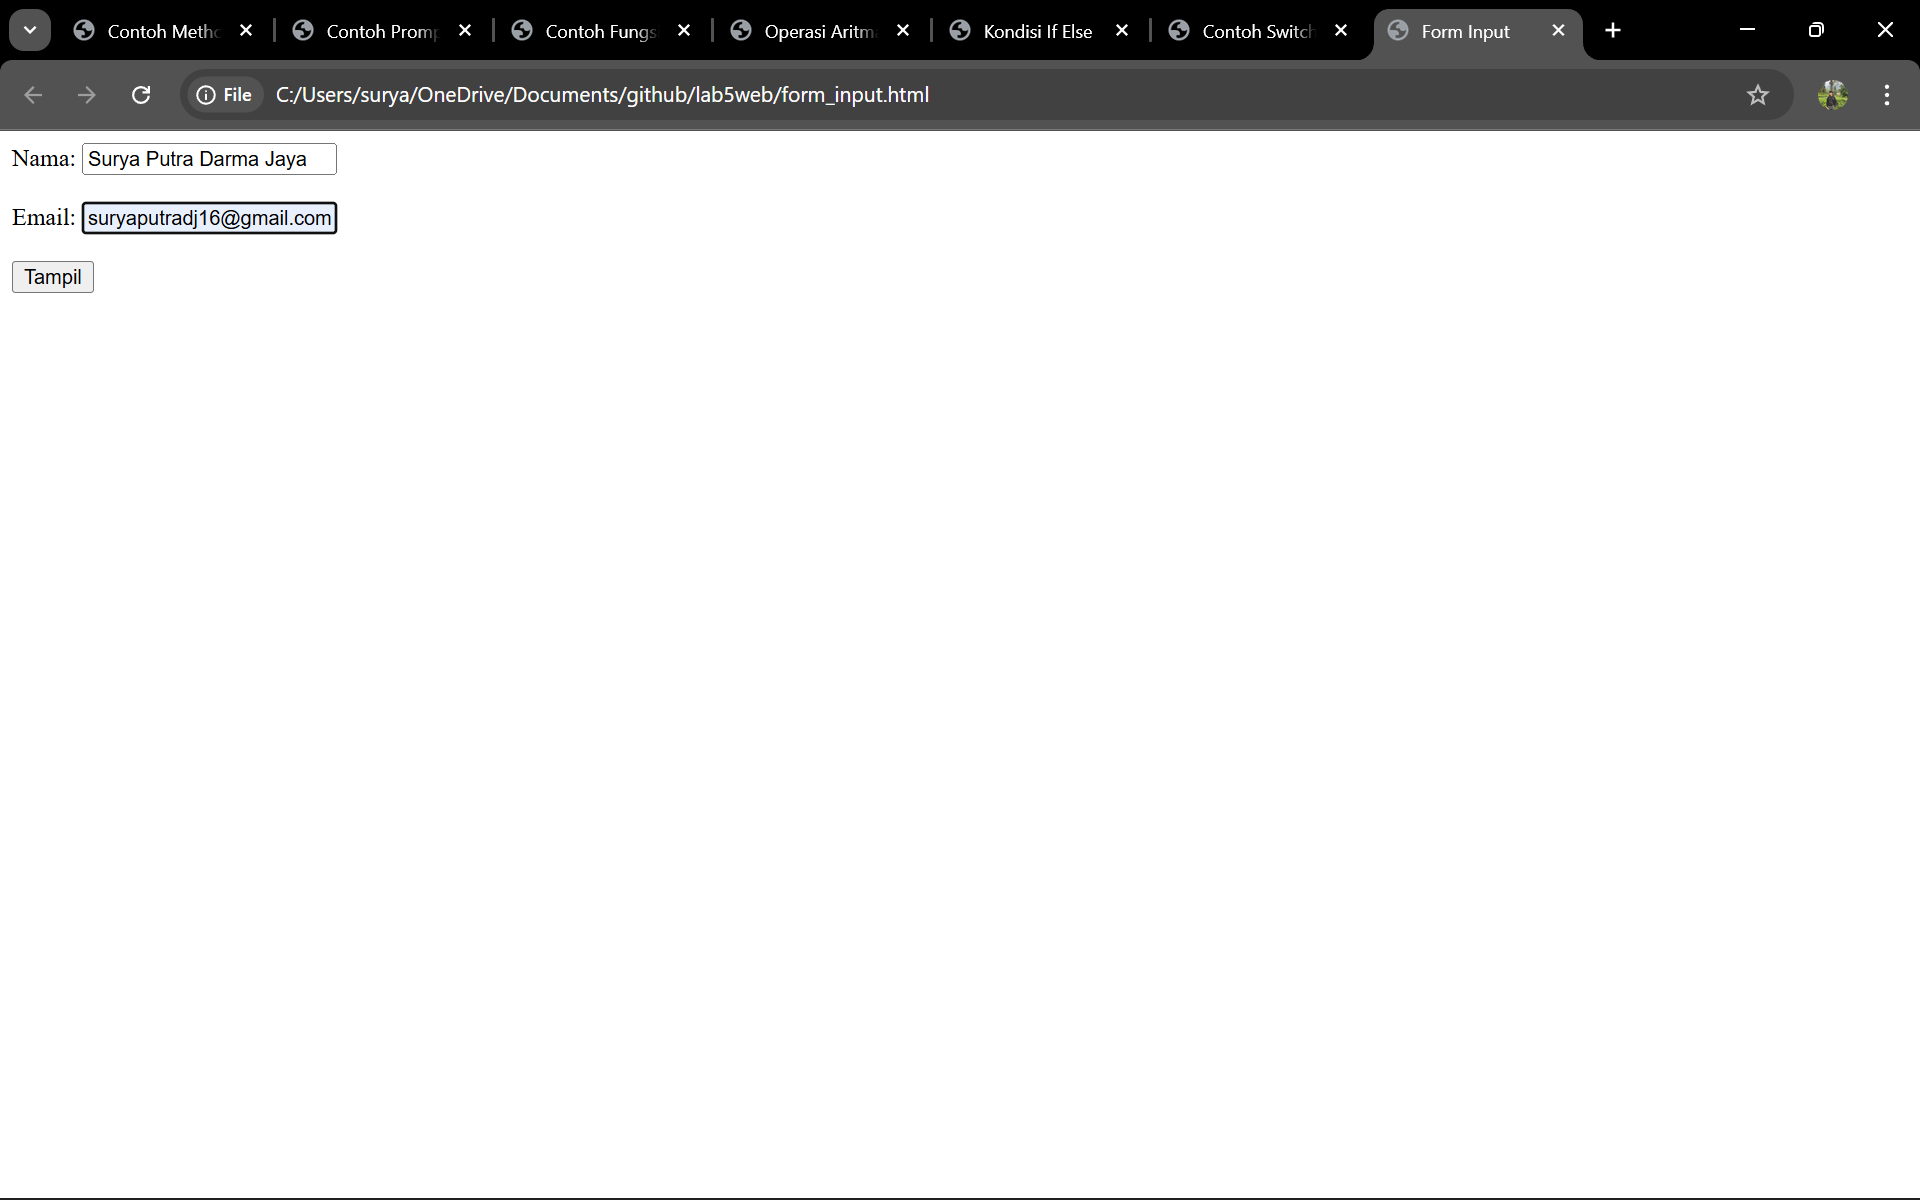 Contoh Metho
Contoh Promp
Contoh Fungs
Operasi Aritma
Kondisi If Else
Contoh Switch
Form Input
File
C:/Users/surya/OneDrive/Documents/github/lab5web/form_input.html
Nama: Surya Putra Darma Jaya
Email: suryaputradj16@gmail.com
Tampil